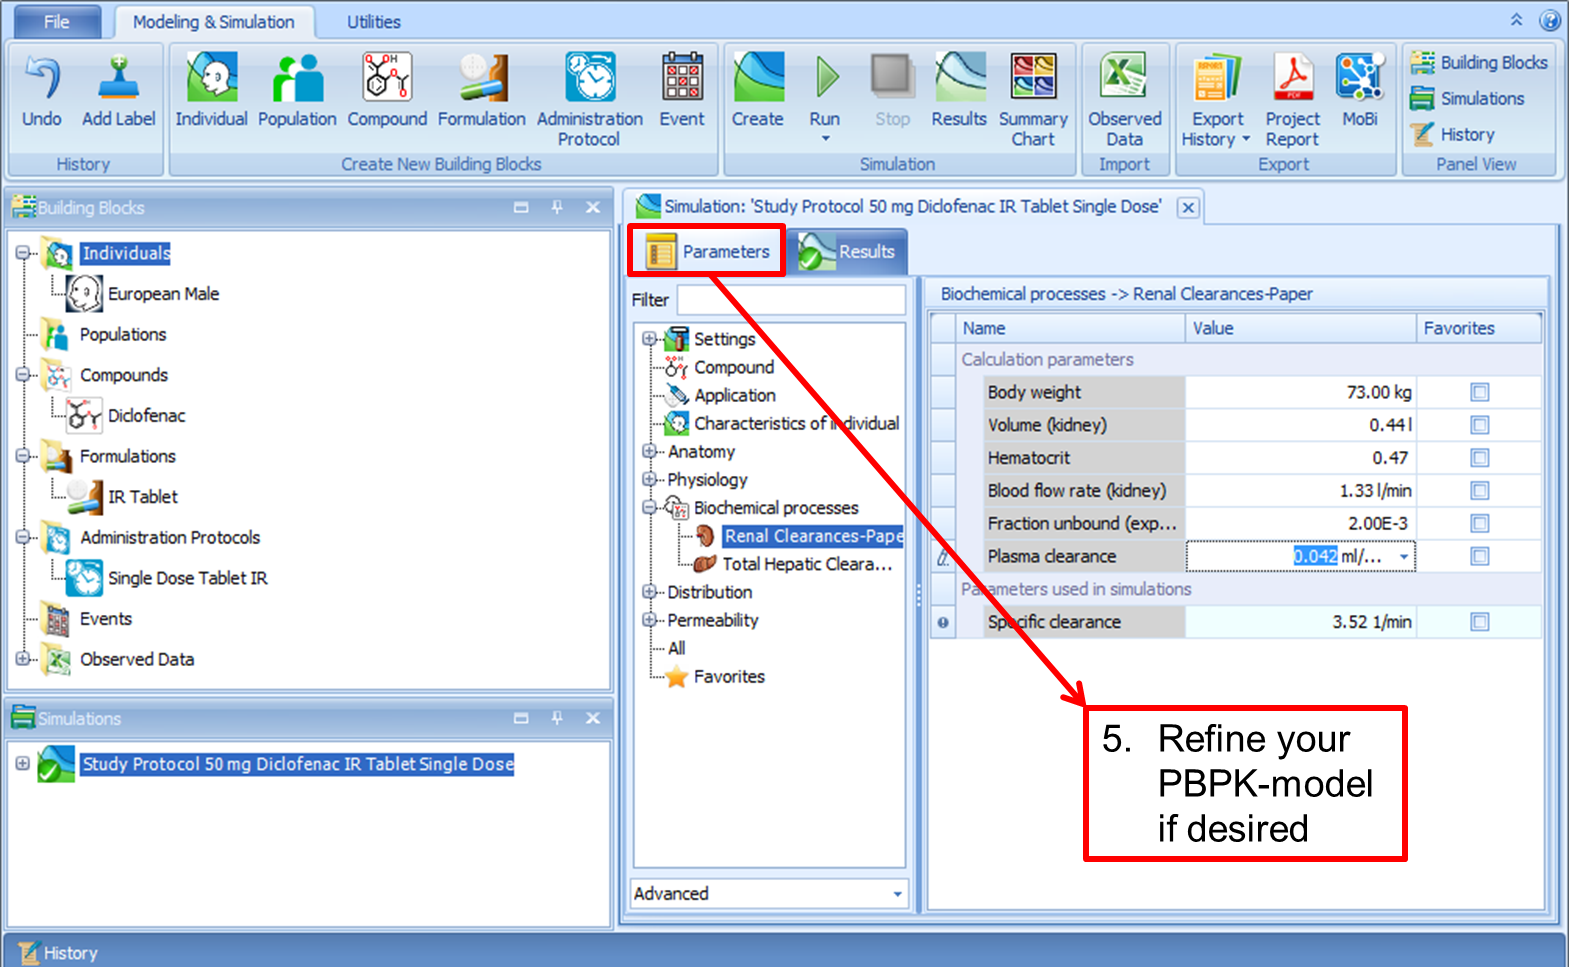 File
Modeling & Simulation
Utilities
Undo
Add Label
Individual
Population
Compound
Formulation
Administration
Protocol
Event
Create
Run
Stop
Results
Summary
Chart
Observed
Data
Export
History
Project
Report
MoBi
Building Blocks
Simulations
History
History
Create New Building Blocks
Simulation
Import
Export
Panel View
Building Blocks
Individuals
European Male
Populations
Compounds
Diclofenac
Formulations
IR Tablet
Administration Protocols
Single Dose Tablet IR
Events
Observed Data
Simulations
Study Protocol 50 mg Diclofenac IR Tablet Single Dose
Simulation: 'Study Protocol 50 mg Diclofenac IR Tablet Single Dose'
Parameters
Results
Filter
Settings
Compound
Application
Characteristics of individual
Anatomy
Physiology
Biochemical processes
Renal Clearances-Pape
Total Hepatic Cleara...
Distribution
Permeability
All
Favorites
Advanced
Biochemical processes -> Renal Clearances-Paper
Name Value Favorites
Calculation parameters
Body weight 73.00 kg
Volume (kidney) 0.44 l
Hematocrit 0.47
Blood flow rate (kidney) 1.33 l/min
Fraction unbound (exp... 2.00E-3
Plasma clearance 0.042 ml/...
Parameters used in simulations
Specific clearance 3.52 1/min
5. Refine your
PBPK-model
if desired
History